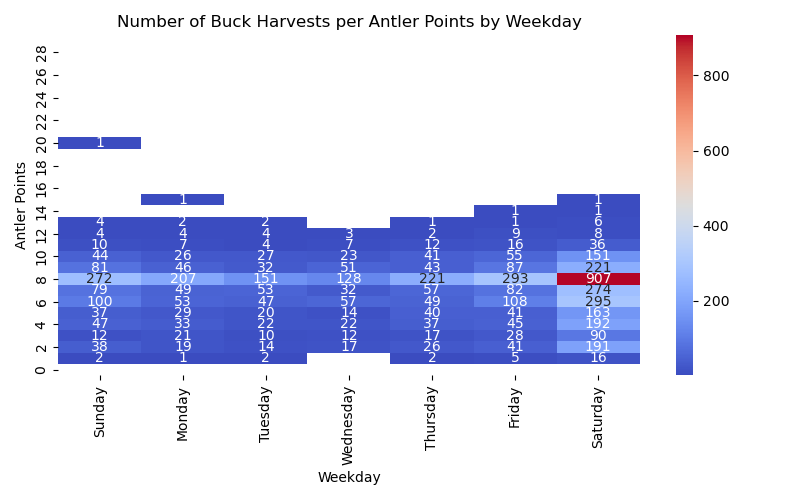 Number of Buck Harvests per Antler Points by Weekday
28
26
24
22
20
18
16
14
12
10
8
6
4
2
0
Antler Points
1
1 1
1 1
4 2 2 1 1 6
4 4 4 3 2 9 8
10 7 4 7 12 16 36
44 26 27 23 41 55 151
81 46 32 51 43 87 221
272 207 151 128 221 293 907
79 49 53 32 57 82 274
100 53 47 57 49 108 295
37 29 20 14 40 41 163
47 33 22 22 37 45 192
12 21 10 12 17 28 90
38 19 14 17 26 41 191
2 1 2 2 5 16
Sunday
Monday
Tuesday
Wednesday
Thursday
Friday
Saturday
Weekday
800
600
400
200